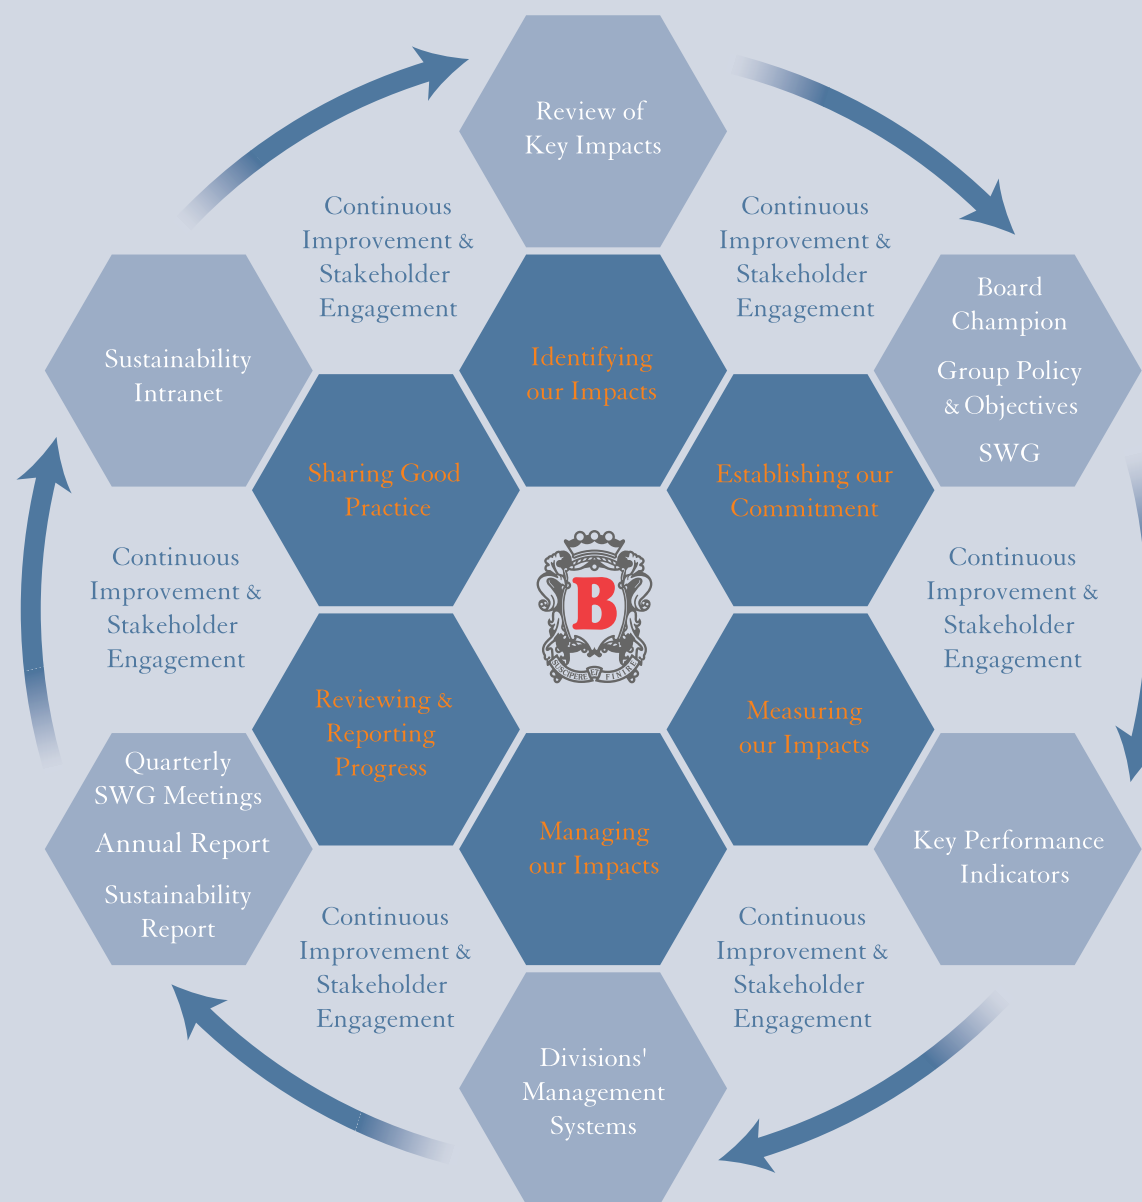 Review of
Key Impacts
Continuous
Improvement &
Stakeholder
Engagement
Continuous
Improvement &
Stakeholder
Engagement
Board
Champion
Group Policy
& Objectives
SWG
Sustainability
Intranet
Identifying
our Impacts
Sharing Good
Practice
Establishing our
Commitment
Continuous
Improvement &
Stakeholder
Engagement
B
SUSCIPERE ET FINIRE
Continuous
Improvement &
Stakeholder
Engagement
Reviewing &
Reporting
Progress
Measuring
our Impacts
Quarterly
SWG Meetings
Annual Report
Sustainability
Report
Managing
our Impacts
Key Performance
Indicators
Continuous
Improvement &
Stakeholder
Engagement
Continuous
Improvement &
Stakeholder
Engagement
Divisions'
Management
Systems